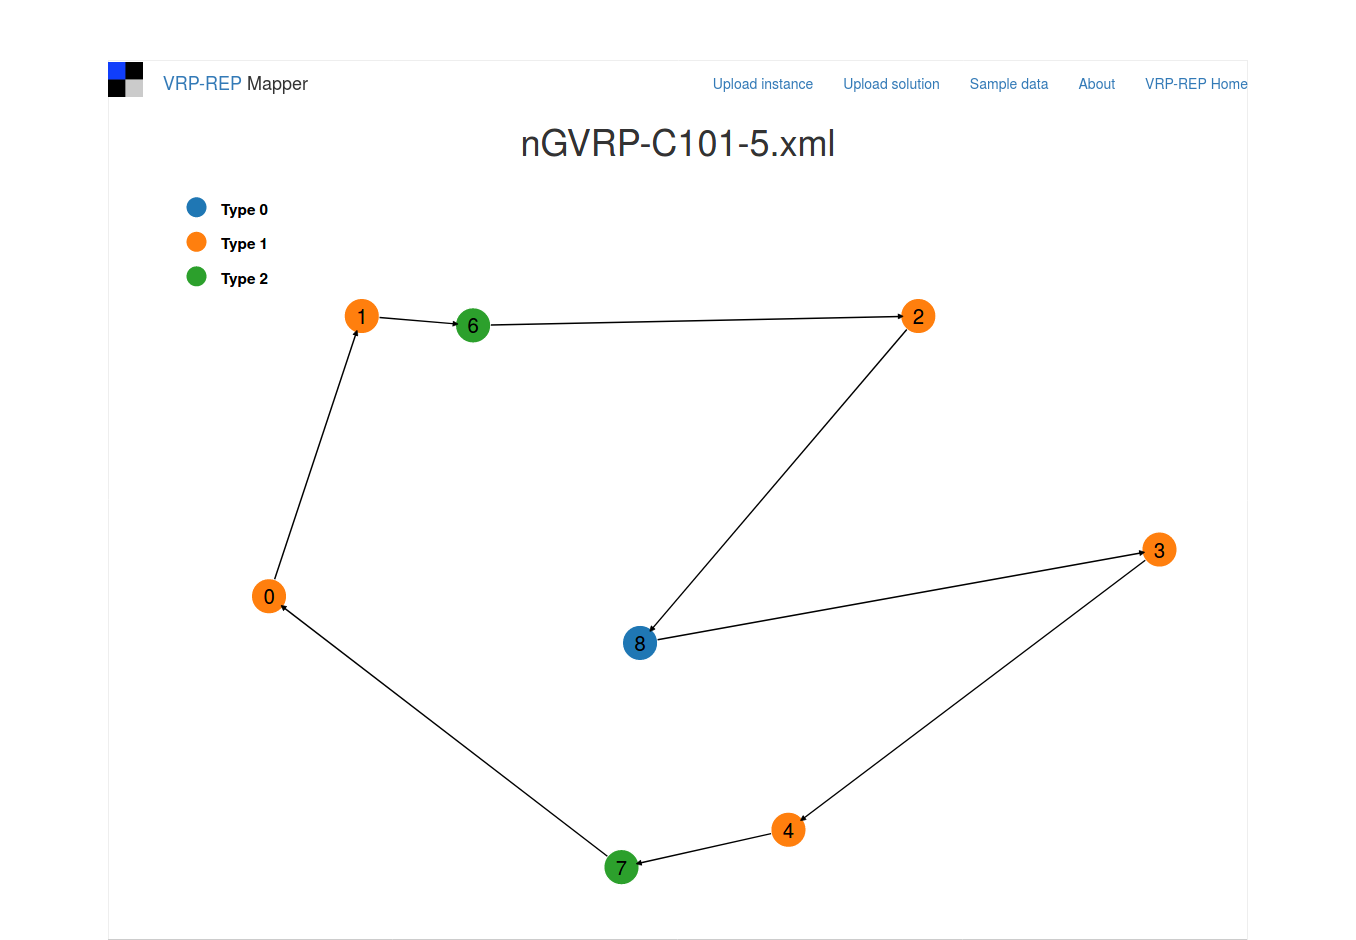 VRP-REP Mapper
Upload instance Upload solution Sample data About VRP-REP Home
nGVRP-C101-5.xml
Type 0
Type 1
Type 2
1
6
2
3
0
8
4
7